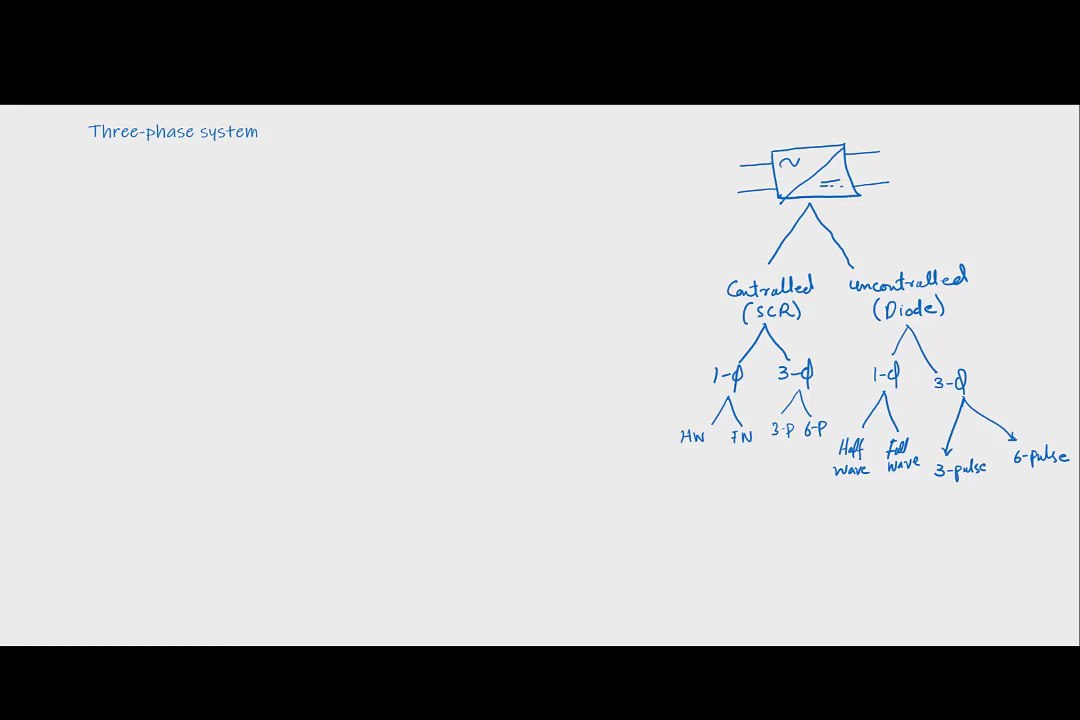 Three-phase system
Controlled
(SCR)
uncontrolled
(Diode)
1-φ
3-φ
1-φ
3-φ
HW
FW
3-P
6-P
Half
wave
Full
wave
3-pulse
6-pulse